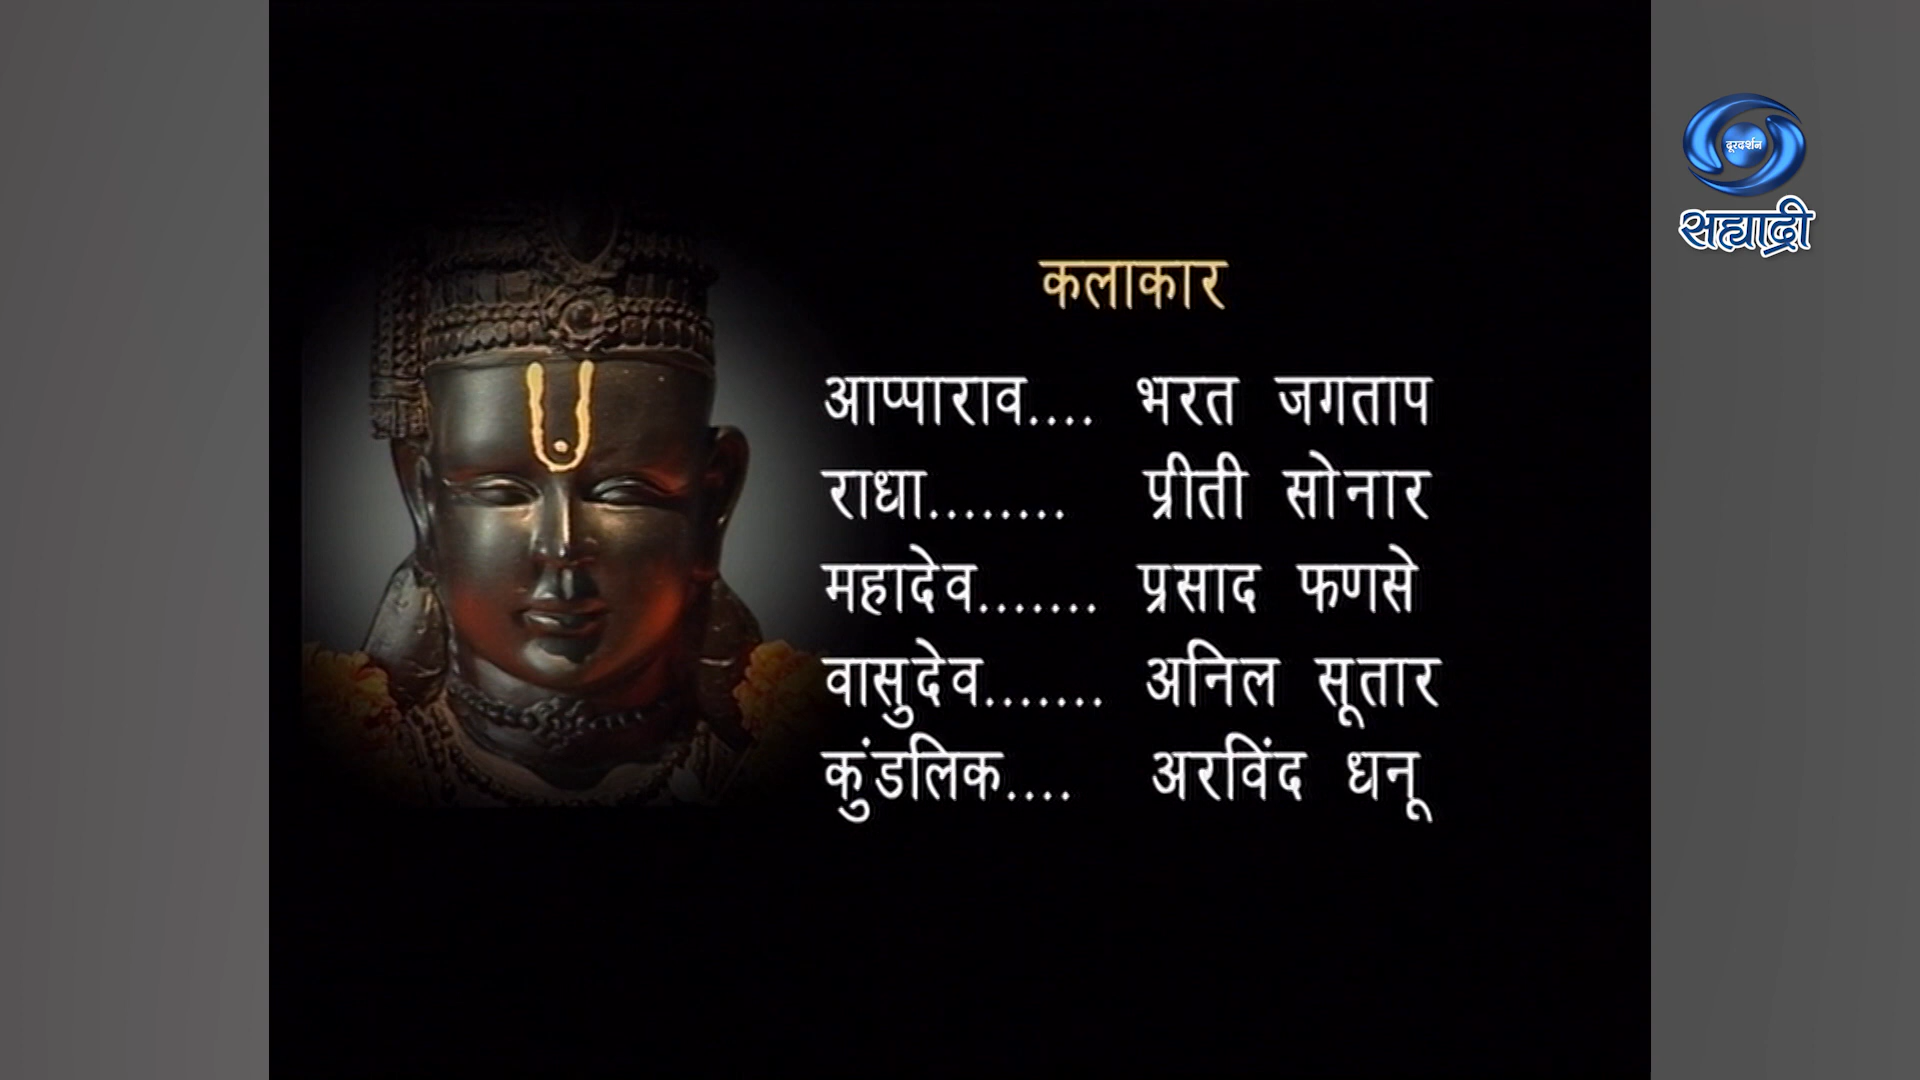 दूरदर्शन
सह्याद्री
कलाकार
आप्पाराव.... भरत जगताप
राधा........ प्रीती सोनार
महादेव....... प्रसाद फणसे
वासुदेव....... अनिल सूतार
कुंडलिक.... अरविंद धनू